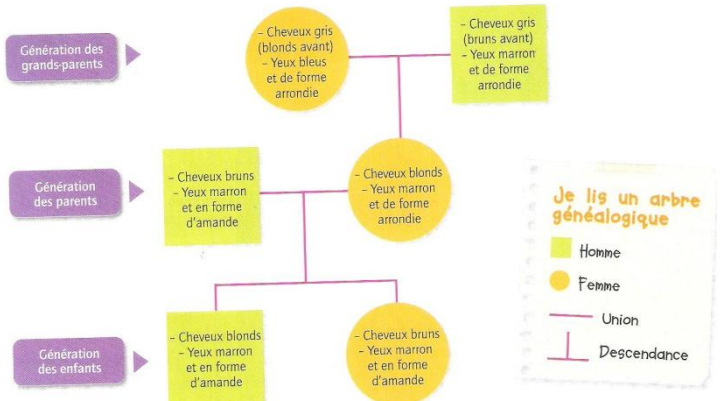 Génération des
grands-parents
– Cheveux gris
(blonds avant)
– Yeux bleus
et de forme
arrondie
– Cheveux gris
(bruns avant)
– Yeux marron
et de forme
arrondie
Génération
des parents
– Cheveux bruns
– Yeux marron
et en forme
d'amande
– Cheveux blonds
– Yeux marron
et de forme
arrondie
Génération
des enfants
– Cheveux blonds
– Yeux marron
et en forme
d'amande
– Cheveux bruns
– Yeux marron
et en forme
d'amande
Je lis un arbre
généalogique
Homme
Femme
Union
Descendance